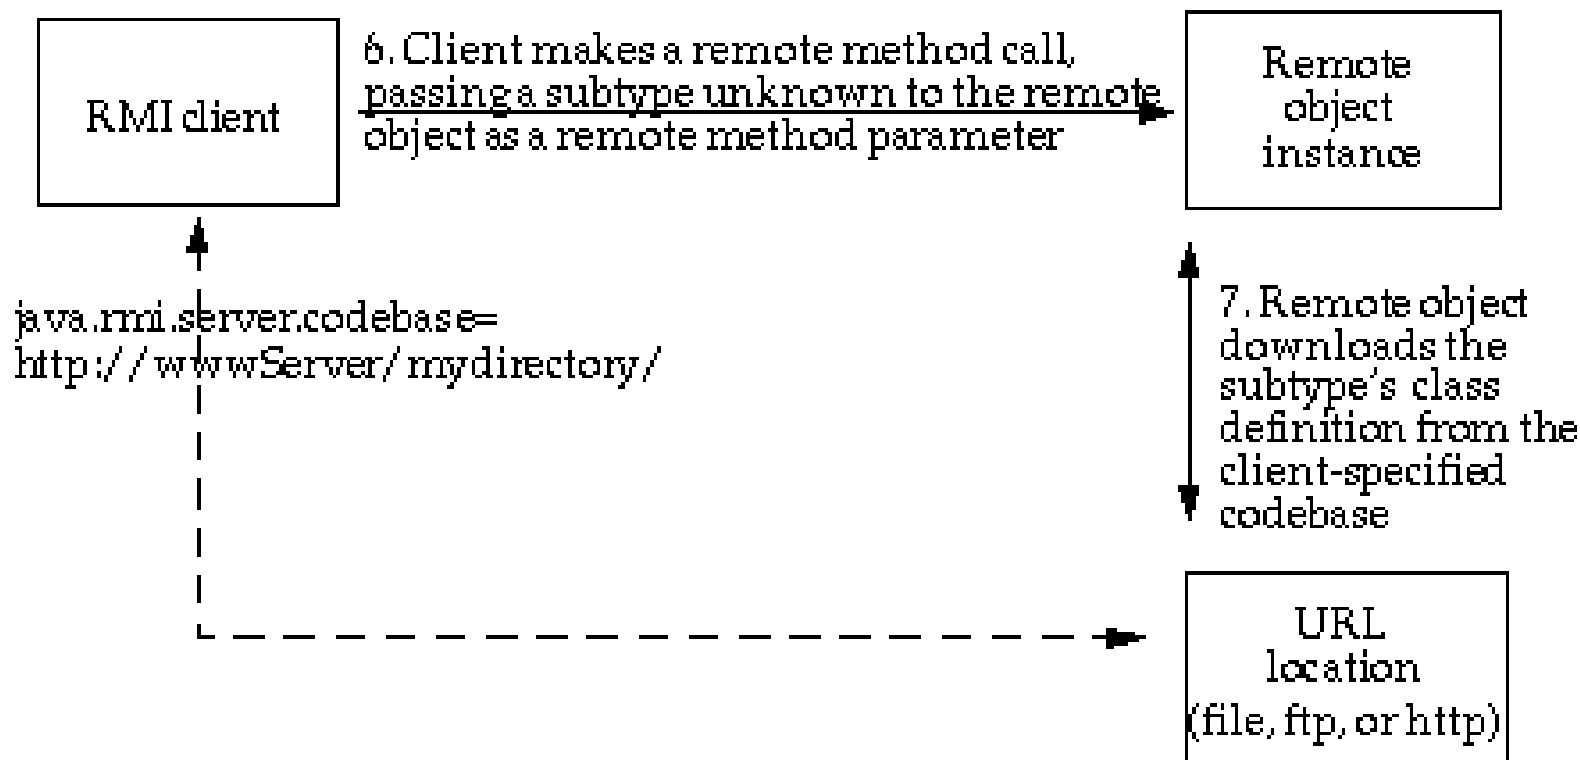 RMI client
6. Client makes a remote method call,
passing a subtype unknown to the remote
object as a remote method parameter
Remote
object
instance
java.rmi.server.codebase=
http://wwwServer/mydirectory/
7. Remote object
downloads the
subtype's class
definition from the
client-specified
codebase
URL
location
(file, ftp, or http)